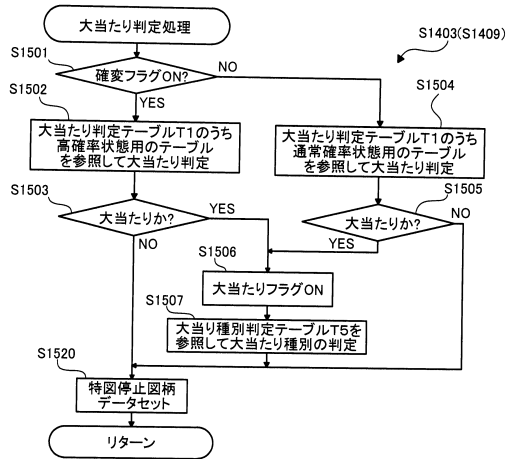 大当たり判定処理
S1403(S1409)
S1501
確変フラグON?
NO
YES
S1502
大当たり判定テーブルT1のうち
高確率状態用のテーブル
を参照して大当たり判定
S1504
大当たり判定テーブルT1のうち
通常確率状態用のテーブル
を参照して大当たり判定
S1503
大当たりか?
YES
NO
S1505
大当たりか?
NO
YES
S1506
大当たりフラグON
S1507
大当り種別判定テーブルT5を
参照して大当たり種別の判定
S1520
特図停止図柄
データセット
リターン